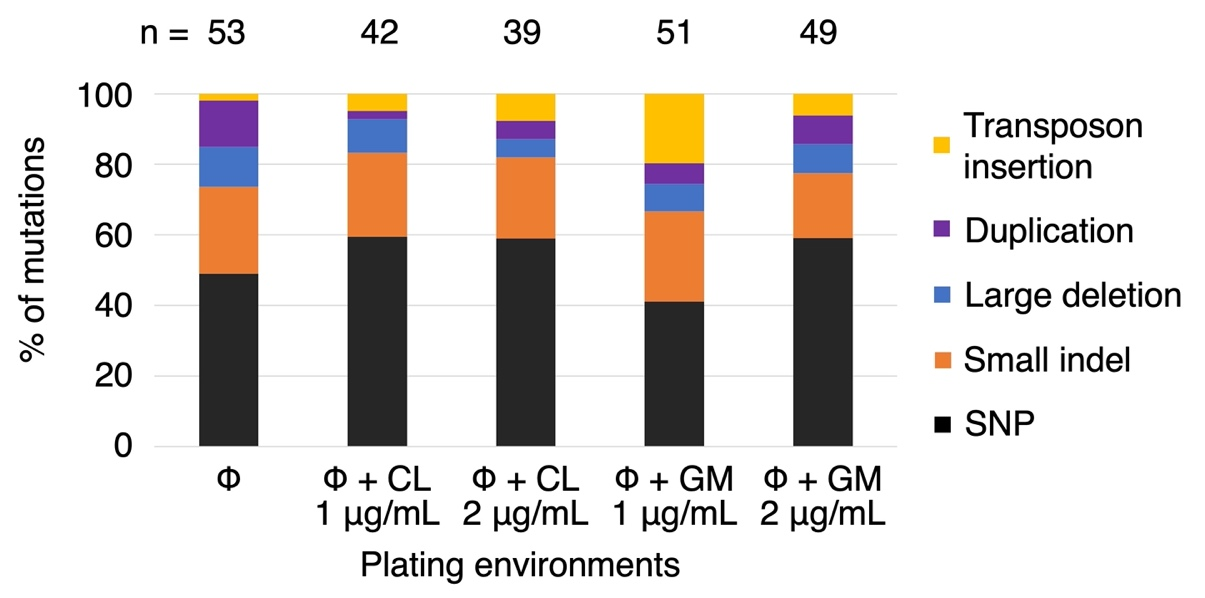 n = 53 42 39 51 49
% of mutations
100
80
60
40
20
0
Transposon
insertion
Duplication
Large deletion
Small indel
SNP
Φ Φ + CL Φ + CL Φ + GM Φ + GM
1 µg/mL 2 µg/mL 1 µg/mL 2 µg/mL
Plating environments